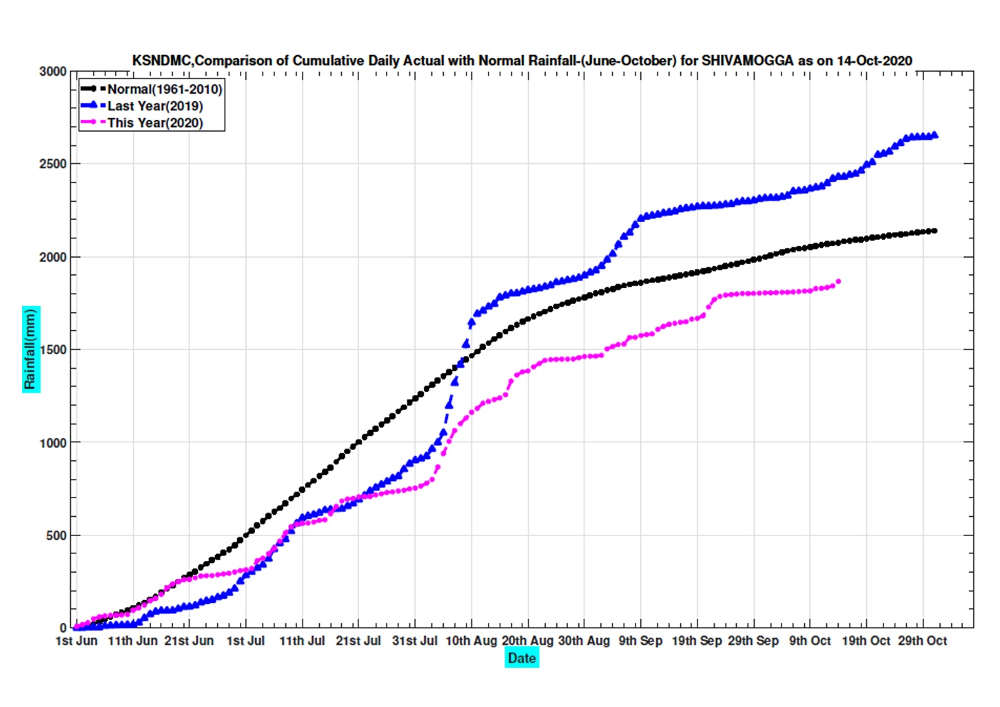 KSNDMC,Comparison of Cumulative Daily Actual with Normal Rainfall-(June-October) for SHIVAMOGGA as on 14-Oct-2020
Normal(1961-2010)
Last Year(2019)
This Year(2020)
3000
2500
2000
1500
1000
500
0
Rainfall(mm)
1st Jun 11th Jun 21st Jun 1st Jul 11th Jul 21st Jul 31st Jul 10th Aug 20th Aug 30th Aug 9th Sep 19th Sep 29th Sep 9th Oct 19th Oct 29th Oct
Date